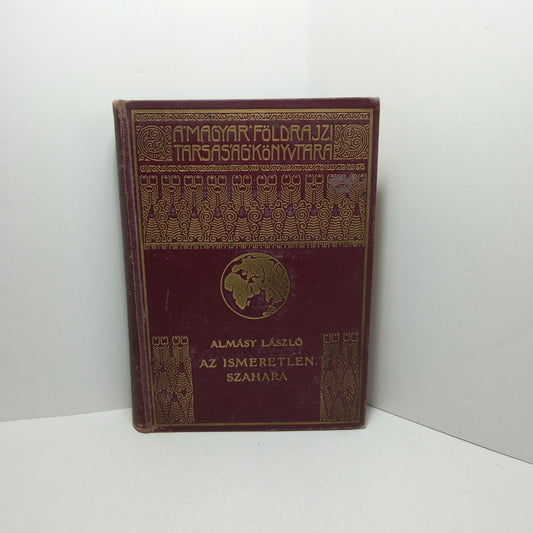 A MAGYAR FÖLDRAJZI
TÁRSASÁG KÖNYVTÁRA
ALMÁSY LÁSZLÓ
AZ ISMERETLEN
SZAHARA